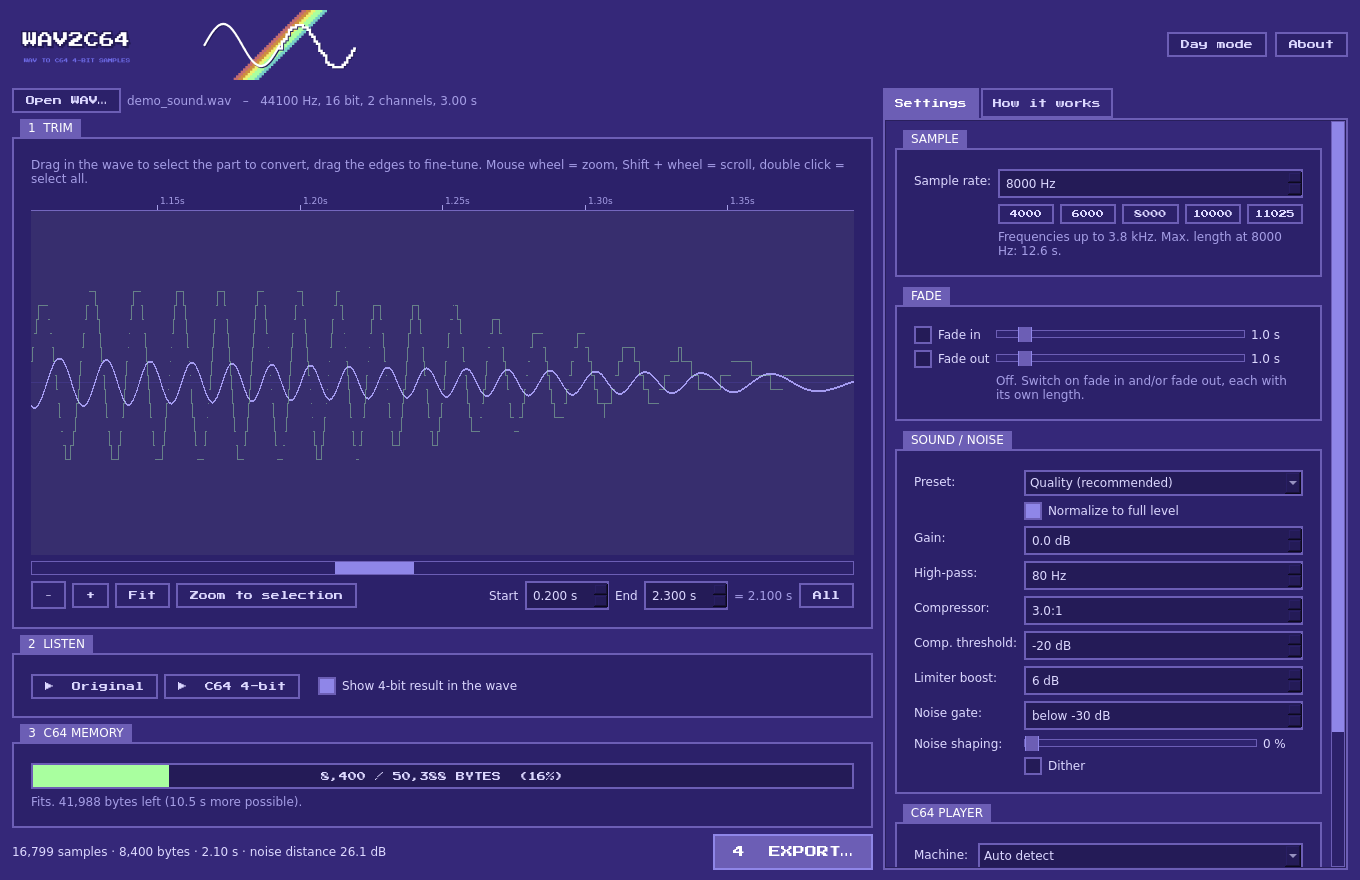 WAV2C64
WAV TO C64 4-BIT SAMPLES
Day mode
About
Open WAV…
demo_sound.wav – 44100 Hz, 16 bit, 2 channels, 3.00 s
Settings
How it works
1 TRIM
Drag in the wave to select the part to convert, drag the edges to fine-tune. Mouse wheel = zoom, Shift + wheel = scroll, double click =
select all.
1.15s 1.20s 1.25s 1.30s 1.35s
- + Fit Zoom to selection Start 0.200 s End 2.300 s = 2.100 s All
2 LISTEN
▶ Original ▶ C64 4-bit Show 4-bit result in the wave
3 C64 MEMORY
8,400 / 50,388 BYTES (16%)
Fits. 41,988 bytes left (10.5 s more possible).
16,799 samples · 8,400 bytes · 2.10 s · noise distance 26.1 dB
4 EXPORT…
SAMPLE
Sample rate: 8000 Hz
4000 6000 8000 10000 11025
Frequencies up to 3.8 kHz. Max. length at 8000
Hz: 12.6 s.
FADE
Fade in 1.0 s
Fade out 1.0 s
Off. Switch on fade in and/or fade out, each with
its own length.
SOUND / NOISE
Preset: Quality (recommended)
Normalize to full level
Gain: 0.0 dB
High-pass: 80 Hz
Compressor: 3.0:1
Comp. threshold: -20 dB
Limiter boost: 6 dB
Noise gate: below -30 dB
Noise shaping: 0 %
Dither
C64 PLAYER
Machine: Auto detect